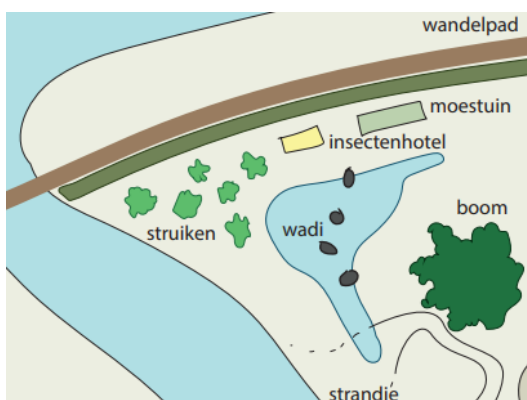 wandelpad
moestuin
insectenhotel
boom
wadi
struiken
strandje